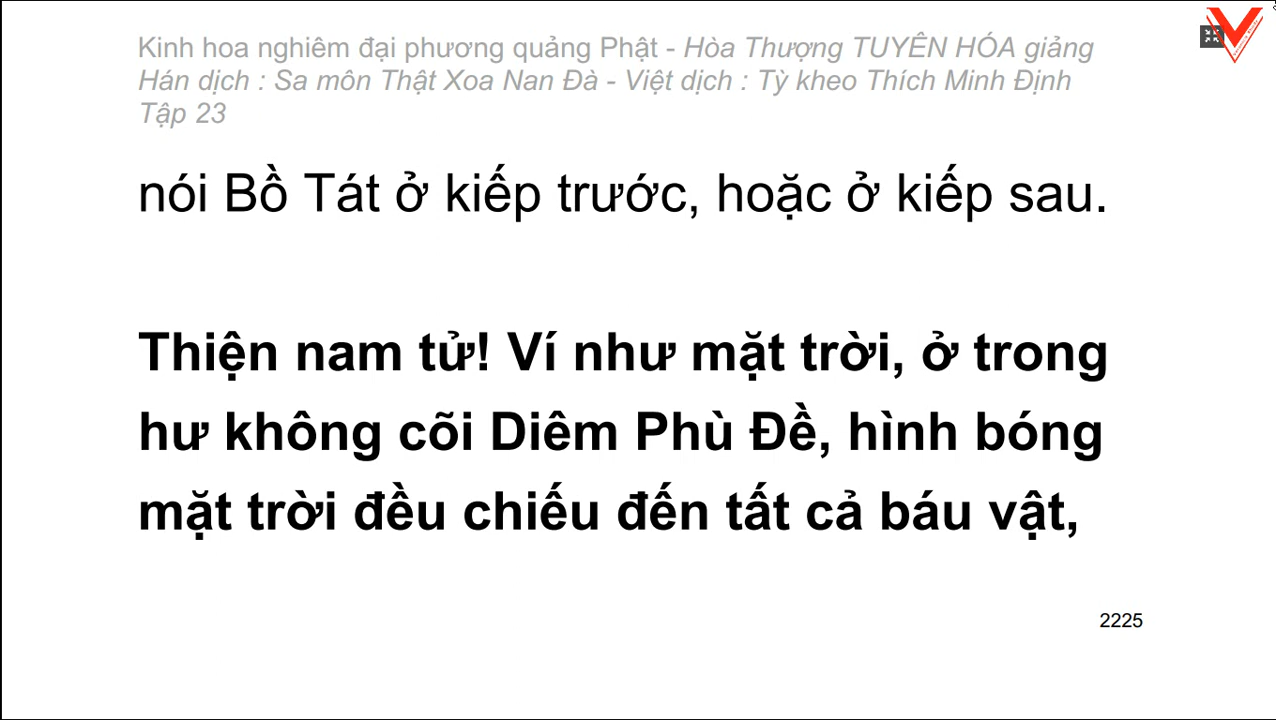 Kinh hoa nghiêm đại phương quảng Phật - Hòa Thượng TUYÊN HÓA giảng
Hán dịch : Sa môn Thật Xoa Nan Đà - Việt dịch : Tỳ kheo Thích Minh Định
Tập 23
nói Bồ Tát ở kiếp trước, hoặc ở kiếp sau.
Thiện nam tử! Ví như mặt trời, ở trong
hư không cõi Diêm Phù Đề, hình bóng
mặt trời đều chiếu đến tất cả báu vật,
2225